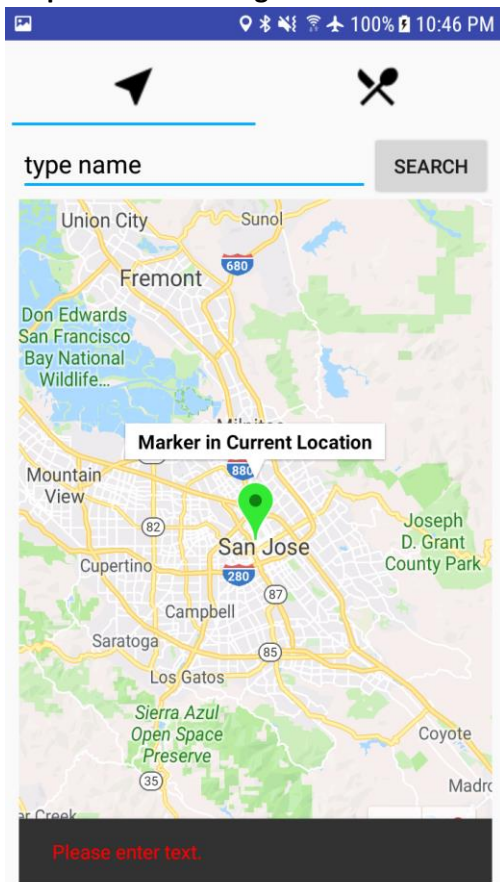 100% 10:46 PM
type name
SEARCH
Union City
Sunol
680
Fremont
Don Edwards
San Francisco
Bay National
Wildlife...
Marker in Current Location
880
Mountain
View
82
San Jose
Joseph
D. Grant
County Park
Cupertino
280
87
Campbell
Saratoga
85
Los Gatos
Sierra Azul
Open Space
Preserve
Coyote
35
Madro
Please enter text.